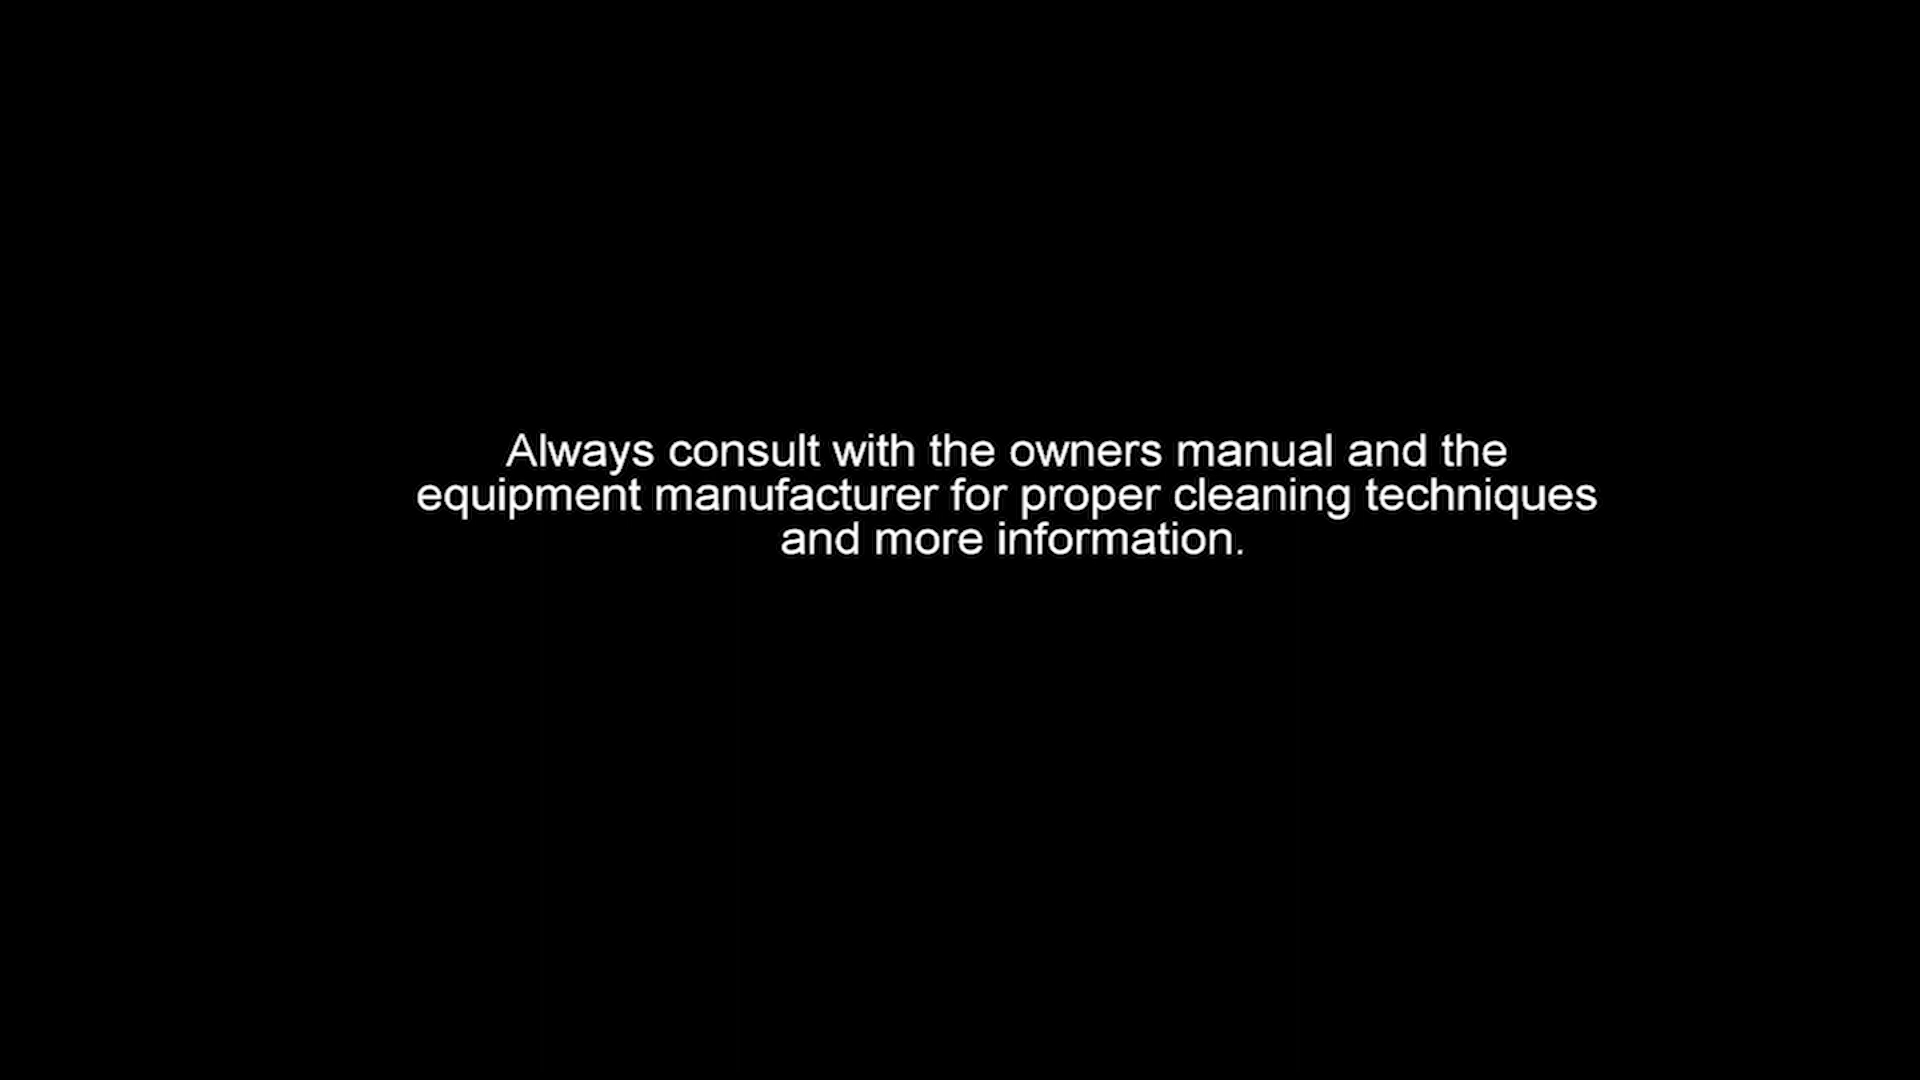 Always consult with the owners manual and the
equipment manufacturer for proper cleaning techniques
and more information.